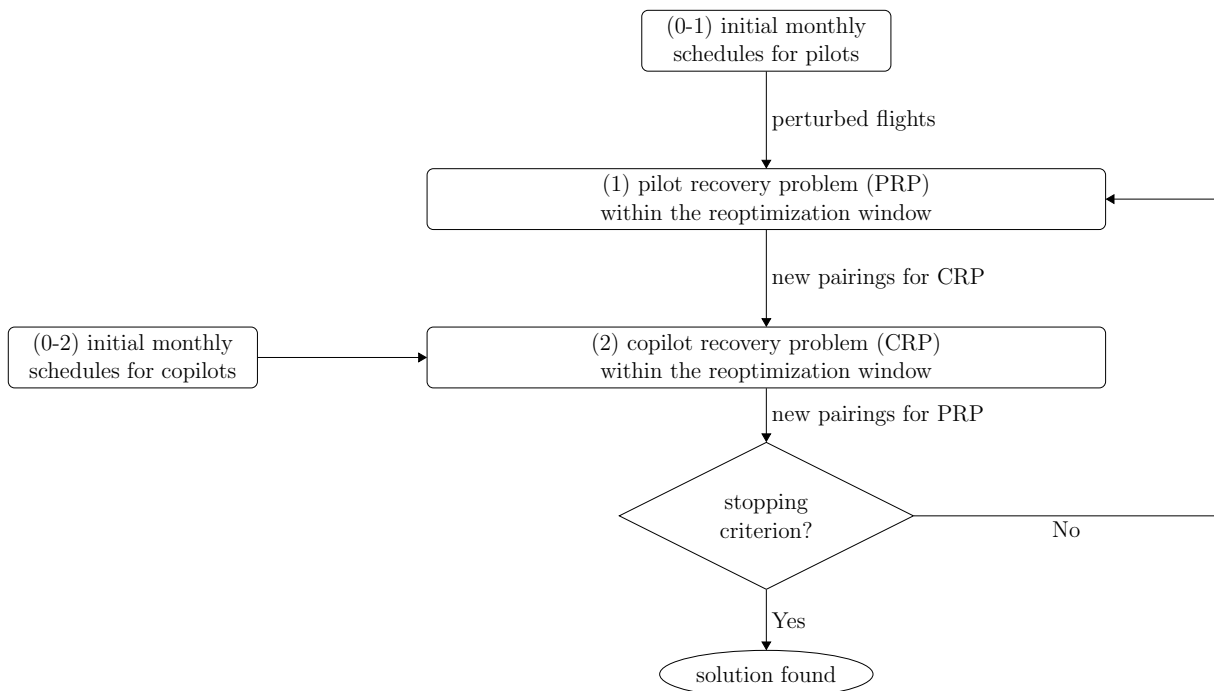 (0-1) initial monthly
schedules for pilots
perturbed flights
(1) pilot recovery problem (PRP)
within the reoptimization window
new pairings for CRP
(0-2) initial monthly
schedules for copilots
(2) copilot recovery problem (CRP)
within the reoptimization window
new pairings for PRP
stopping
criterion?
No
Yes
solution found